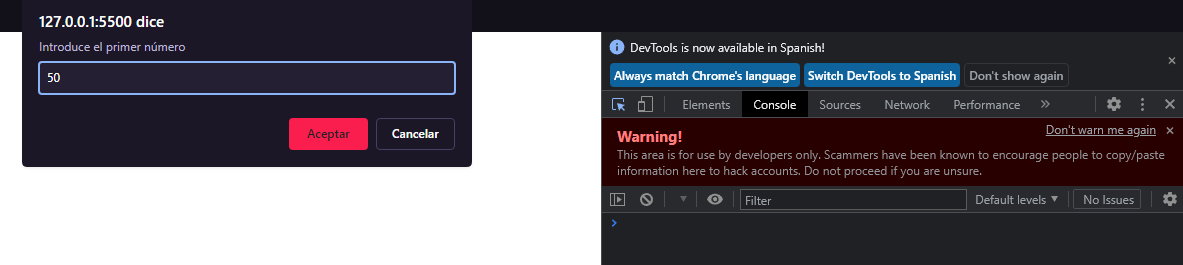 127.0.0.1:5500 dice
Introduce el primer número
50
Aceptar
Cancelar
DevTools is now available in Spanish!
Always match Chrome's language
Switch DevTools to Spanish
Don't show again
Elements
Console
Sources
Network
Performance
Warning!
Don't warn me again
This area is for use by developers only. Scammers have been known to encourage people to copy/paste
information here to hack accounts. Do not proceed if you are unsure.
Filter
Default levels
No Issues